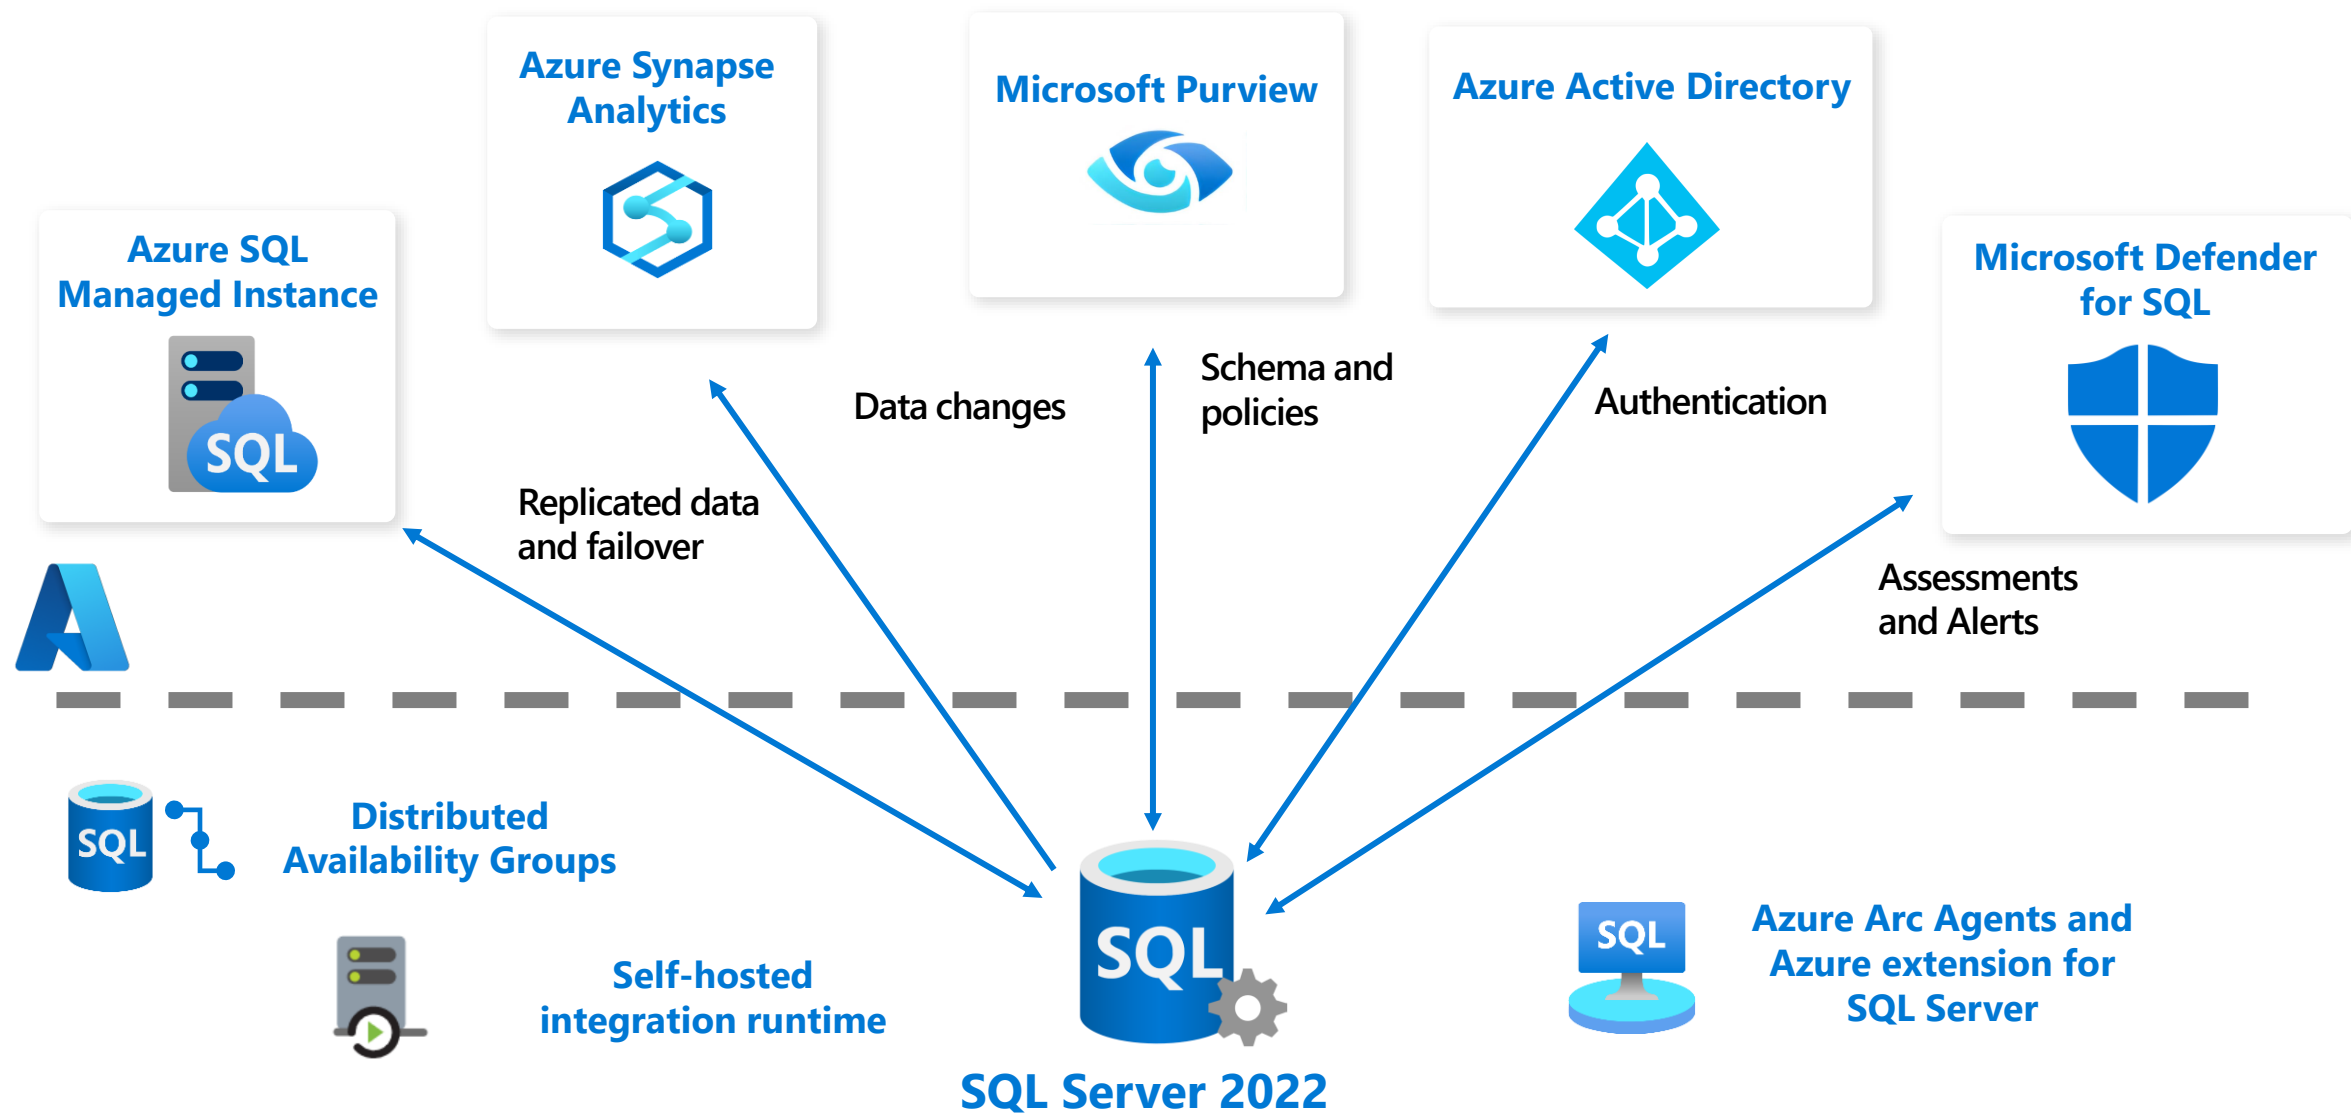 Azure Synapse
Analytics
Microsoft Purview
Azure Active Directory
Azure SQL
Managed Instance
SQL
Microsoft Defender
for SQL
Data changes
Schema and
policies
Authentication
Replicated data
and failover
Assessments
and Alerts
SQL
Distributed
Availability Groups
Self-hosted
integration runtime
SQL
SQL Server 2022
SQL
Azure Arc Agents and
Azure extension for
SQL Server